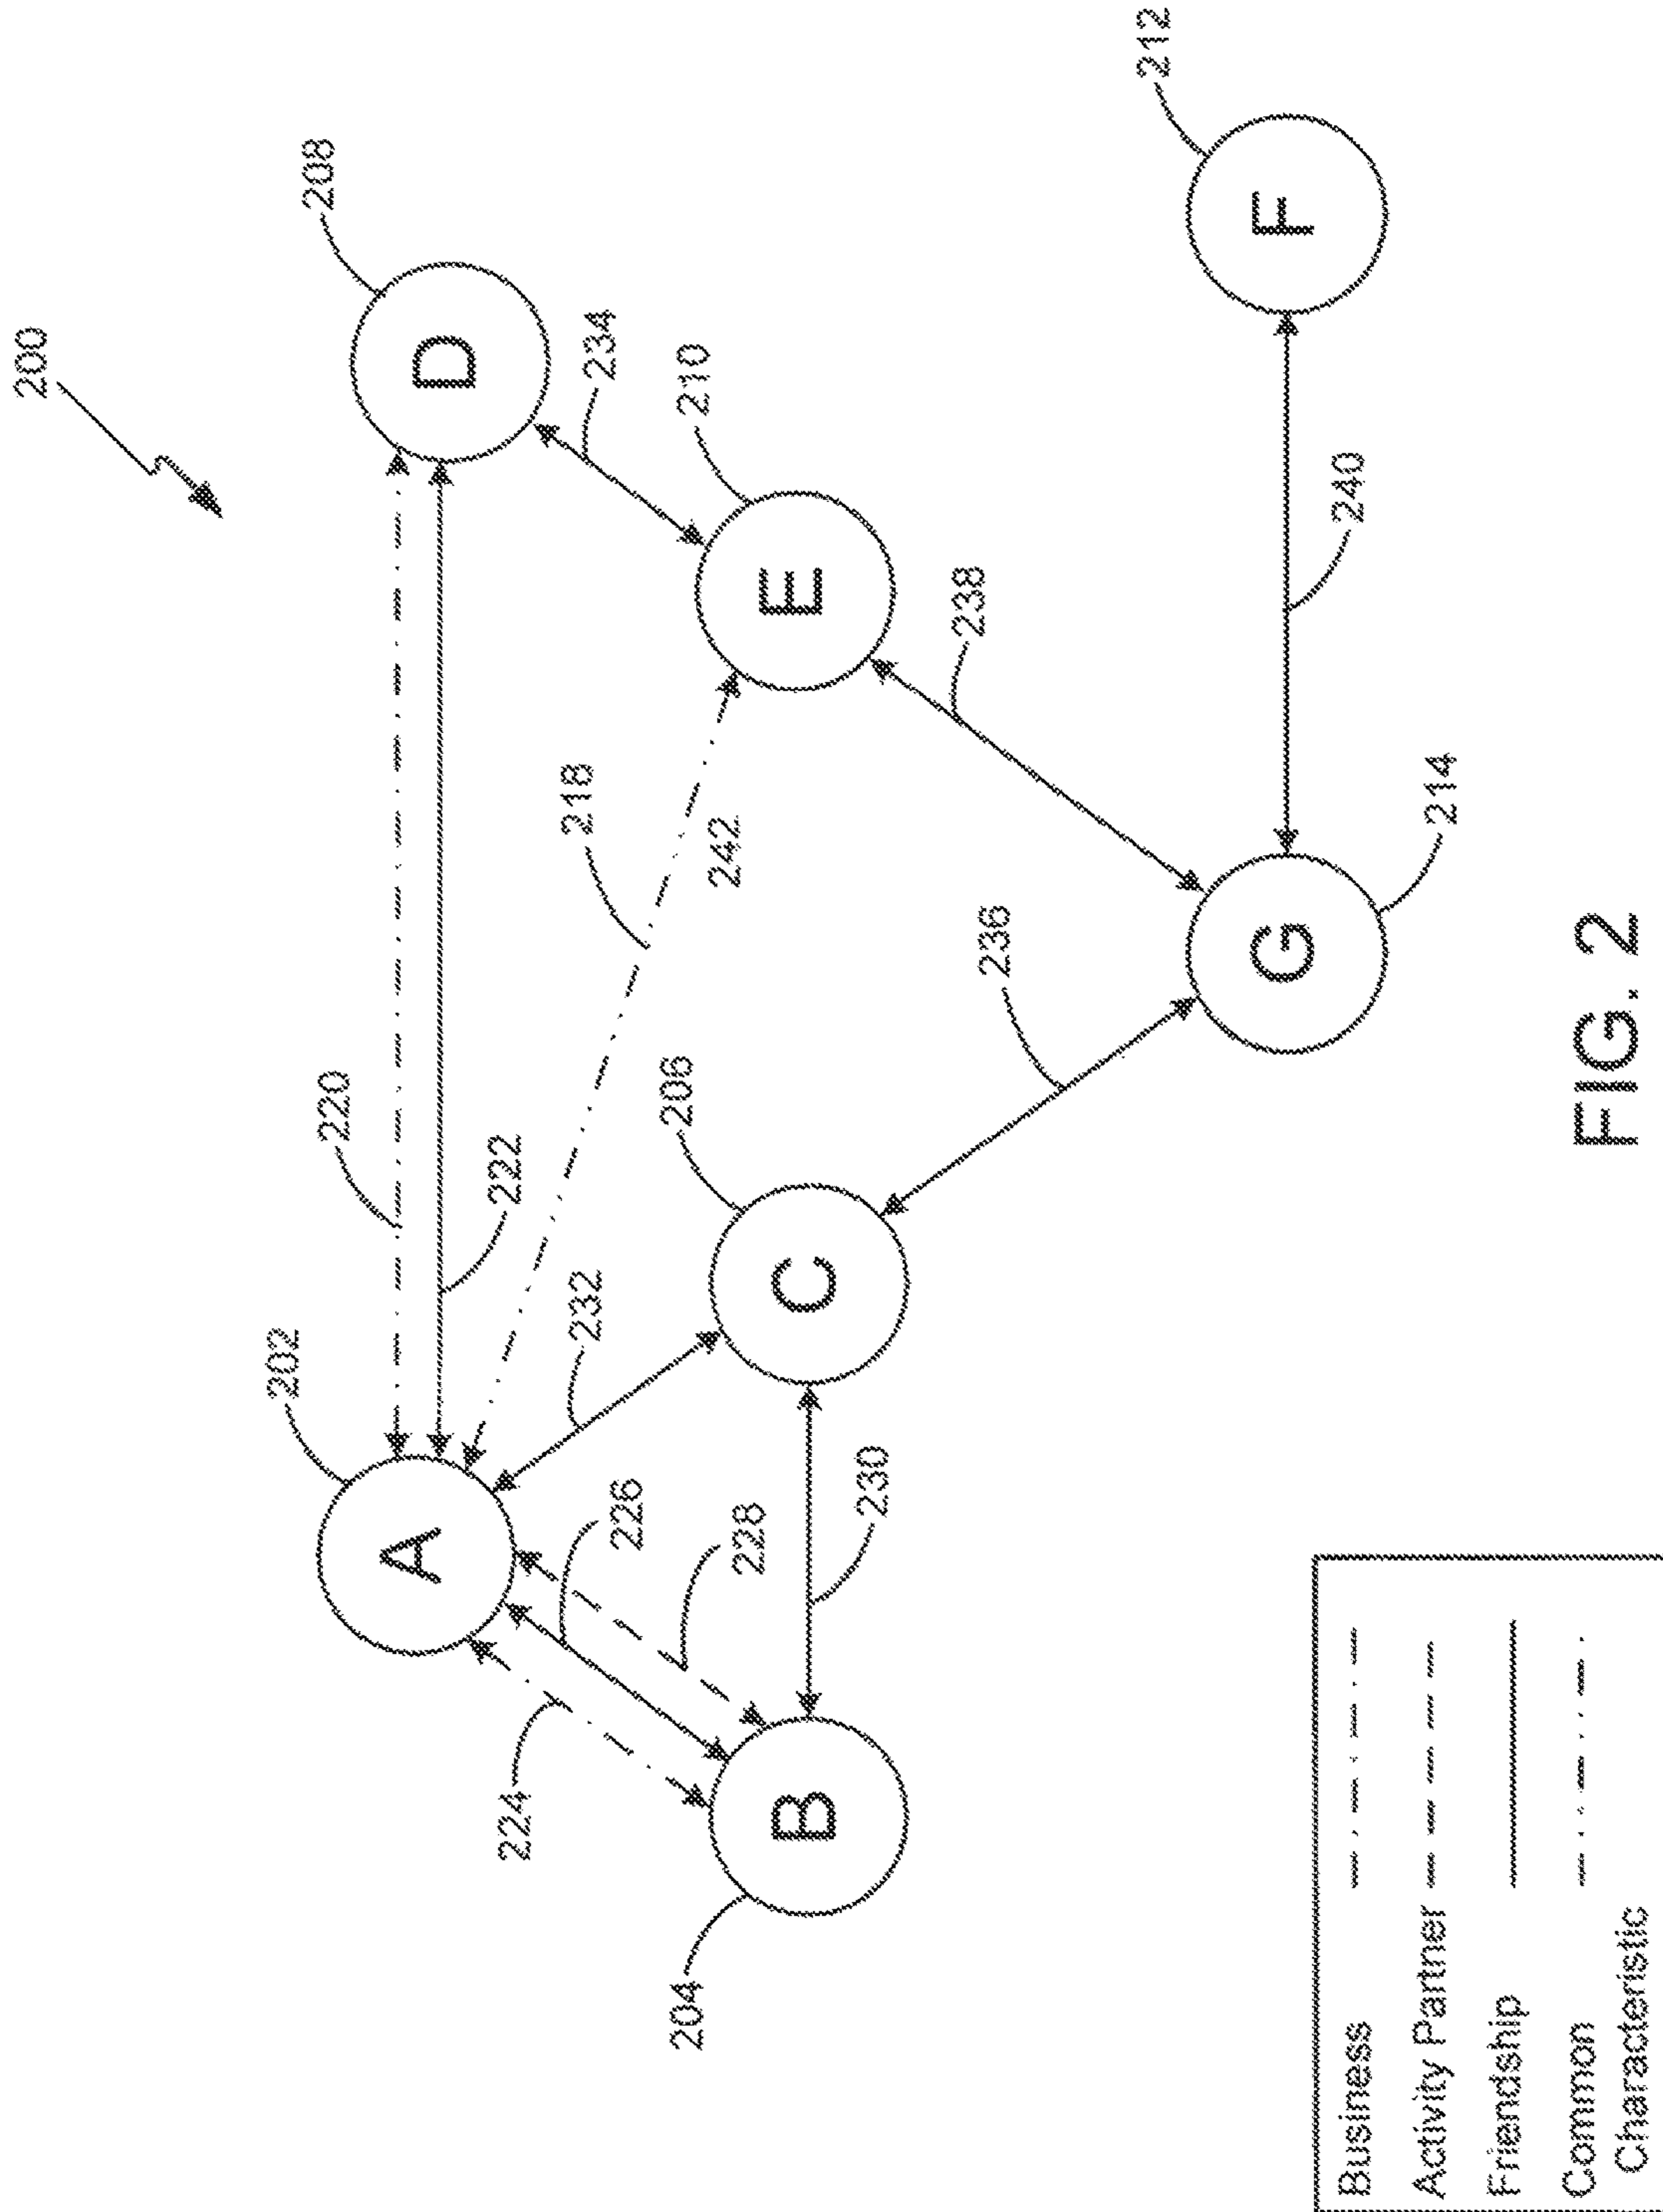 200
202
220
222
208
D
A
224
226
228
232
218
242
234
210
E
204
B
230
C
206
236
238
G
214
240
F
212
Business
Activity Partner
Friendship
Common
Characteristic
FIG. 2